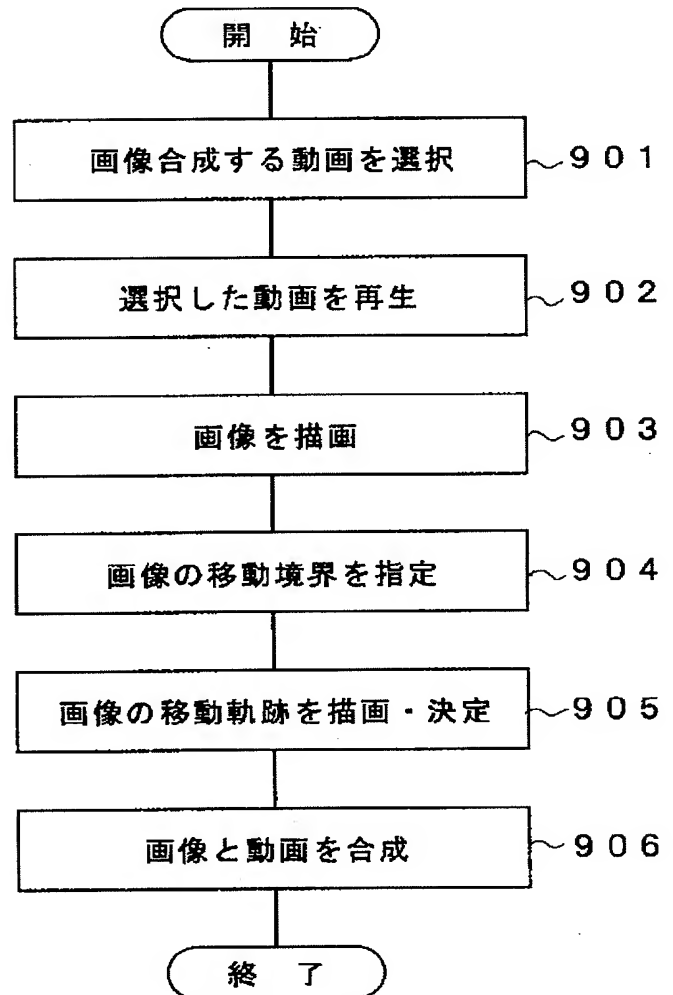 開 始
画像合成する動画を選択 901
選択した動画を再生 902
画像を描画 903
画像の移動境界を指定 904
画像の移動軌跡を描画・決定 905
画像と動画を合成 906
終 了